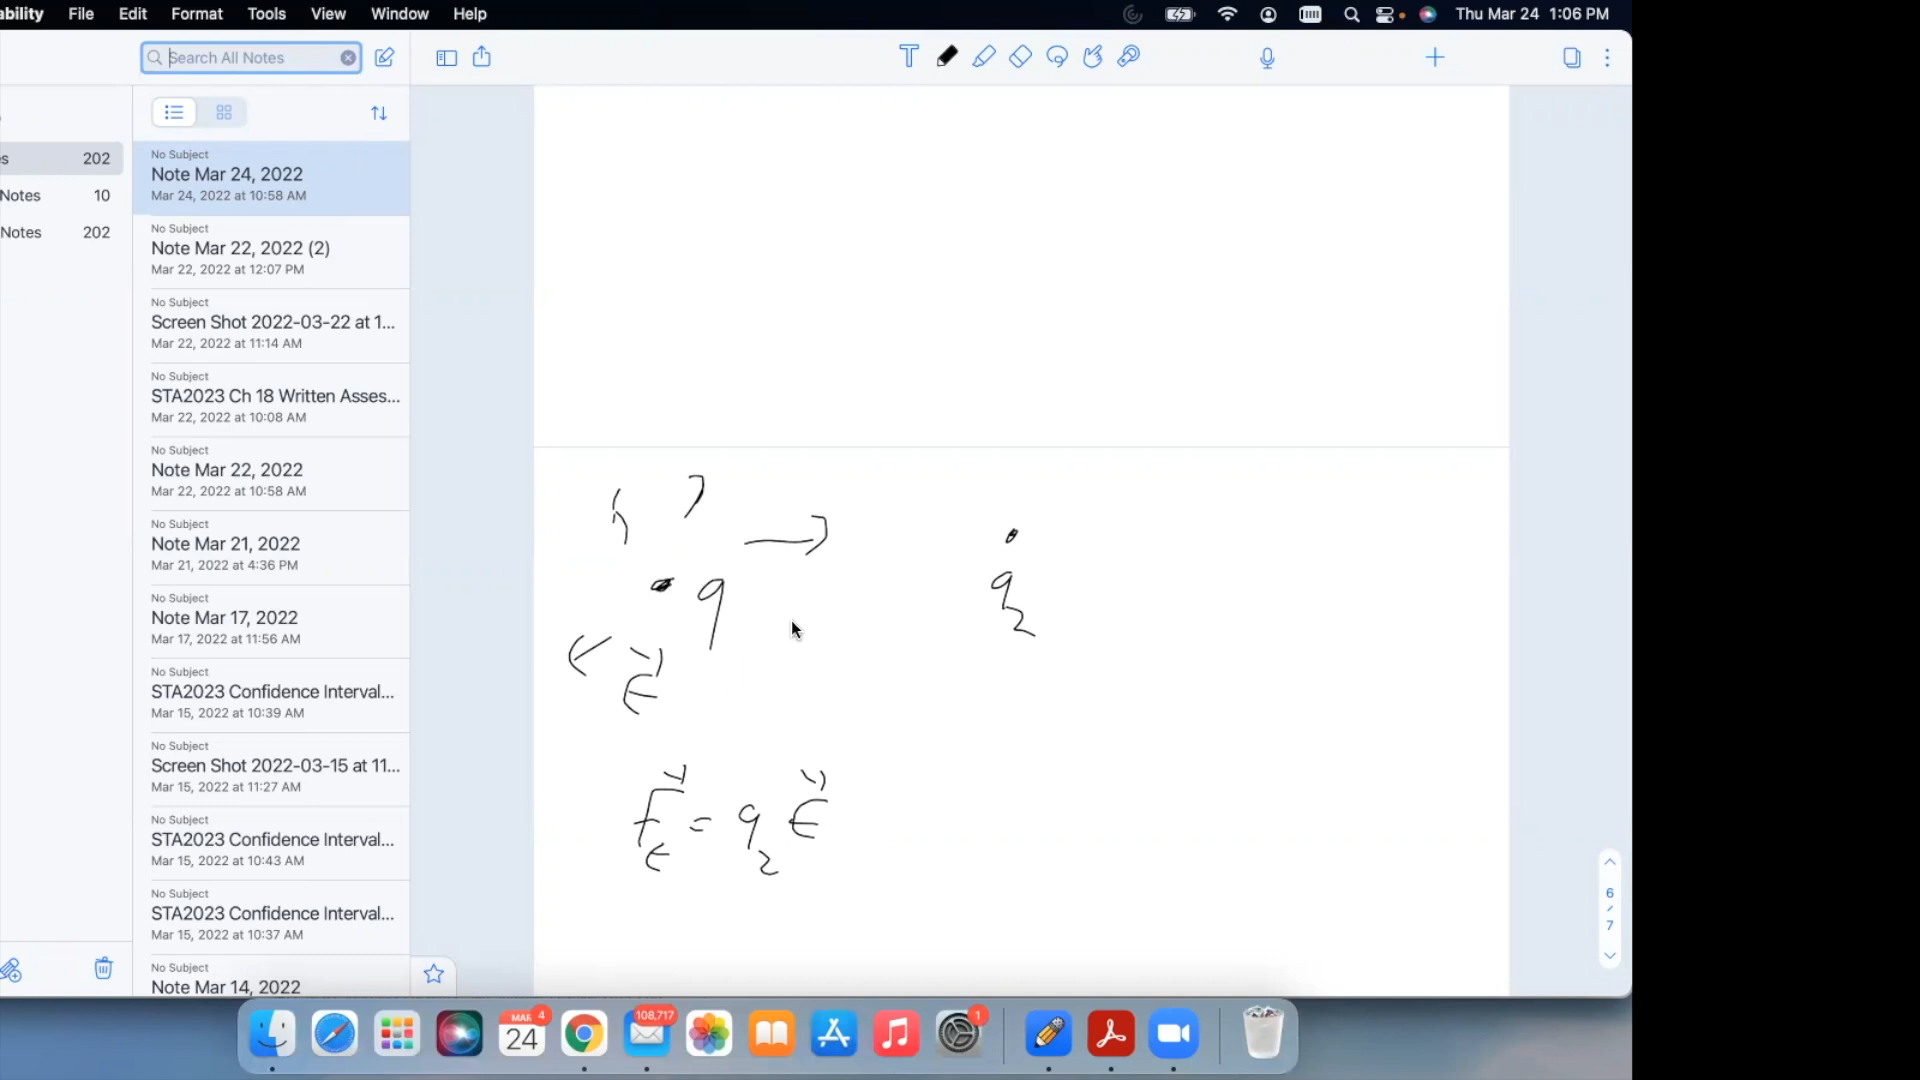 ability File Edit Format Tools View Window Help Thu Mar 24 1:06 PM
Search All Notes
T
No Subject
Note Mar 24, 2022
Mar 24, 2022 at 10:58 AM
s 202
Notes 10
Notes 202
No Subject
Note Mar 22, 2022 (2)
Mar 22, 2022 at 12:07 PM
No Subject
Screen Shot 2022-03-22 at 1...
Mar 22, 2022 at 11:14 AM
No Subject
STA2023 Ch 18 Written Asses...
Mar 22, 2022 at 10:08 AM
No Subject
Note Mar 22, 2022
Mar 22, 2022 at 10:58 AM
No Subject
Note Mar 21, 2022
Mar 21, 2022 at 4:36 PM
No Subject
Note Mar 17, 2022
Mar 17, 2022 at 11:56 AM
No Subject
STA2023 Confidence Interval...
Mar 15, 2022 at 10:39 AM
No Subject
Screen Shot 2022-03-15 at 11...
Mar 15, 2022 at 11:27 AM
No Subject
STA2023 Confidence Interval...
Mar 15, 2022 at 10:43 AM
No Subject
STA2023 Confidence Interval...
Mar 15, 2022 at 10:37 AM
No Subject
Note Mar 14, 2022
q
q₂
E⃗
F⃗_E = q₂ E⃗
6
/
7
MAR 4
24
108,717
1